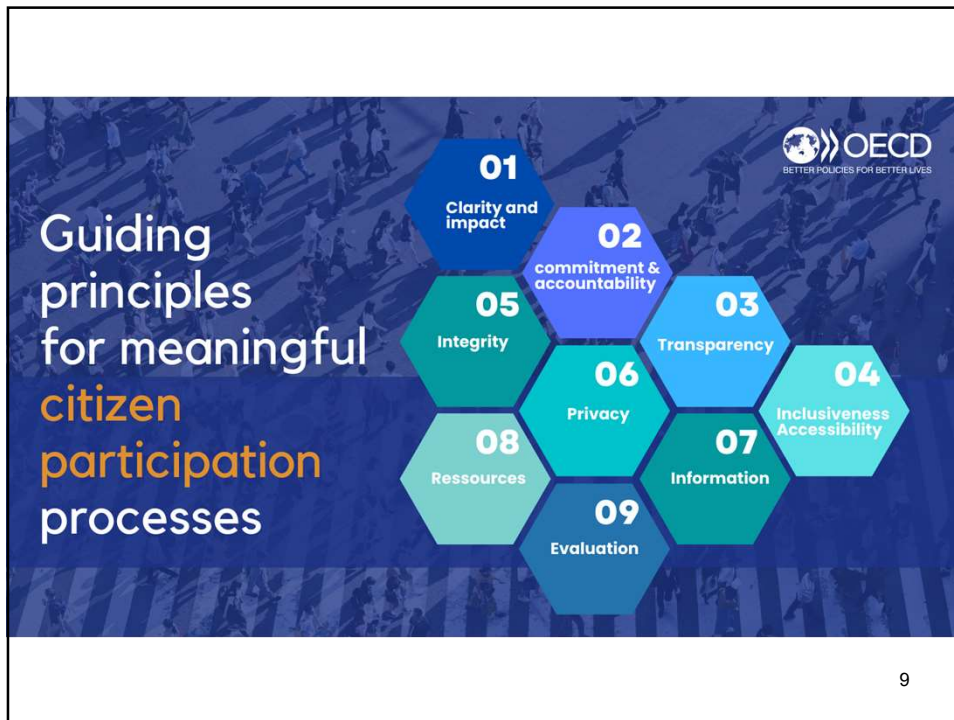 Guiding
principles
for meaningful
citizen
participation
processes
OECD
BETTER POLICIES FOR BETTER LIVES
01
Clarity and
impact
02
commitment &
accountability
03
Transparency
04
Inclusiveness
Accessibility
05
Integrity
06
Privacy
07
Information
08
Ressources
09
Evaluation
9